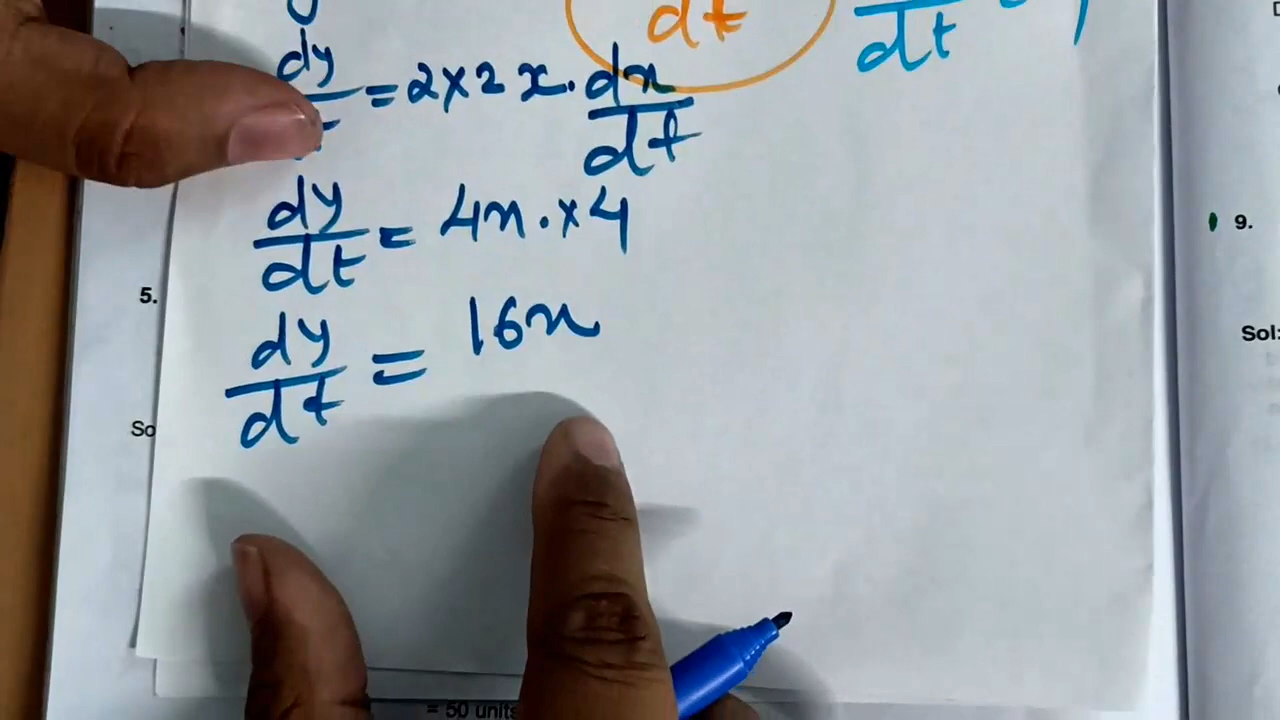 dt
dt
dy = 2×2x.dx
dt
dy/dt = 4x.×4
dy/dt = 16x
5.
So
9.
Sol:
= 50 units